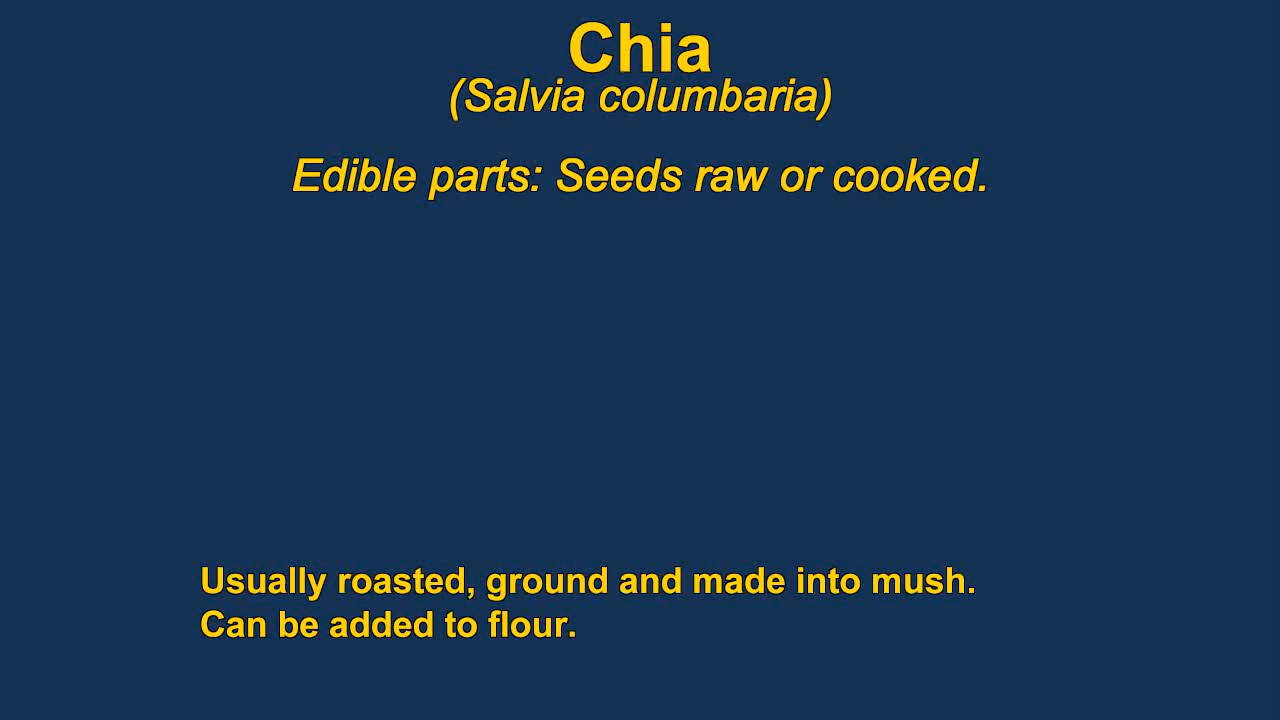 Chia
(Salvia columbaria)
Edible parts: Seeds raw or cooked.
Usually roasted, ground and made into mush.
Can be added to flour.